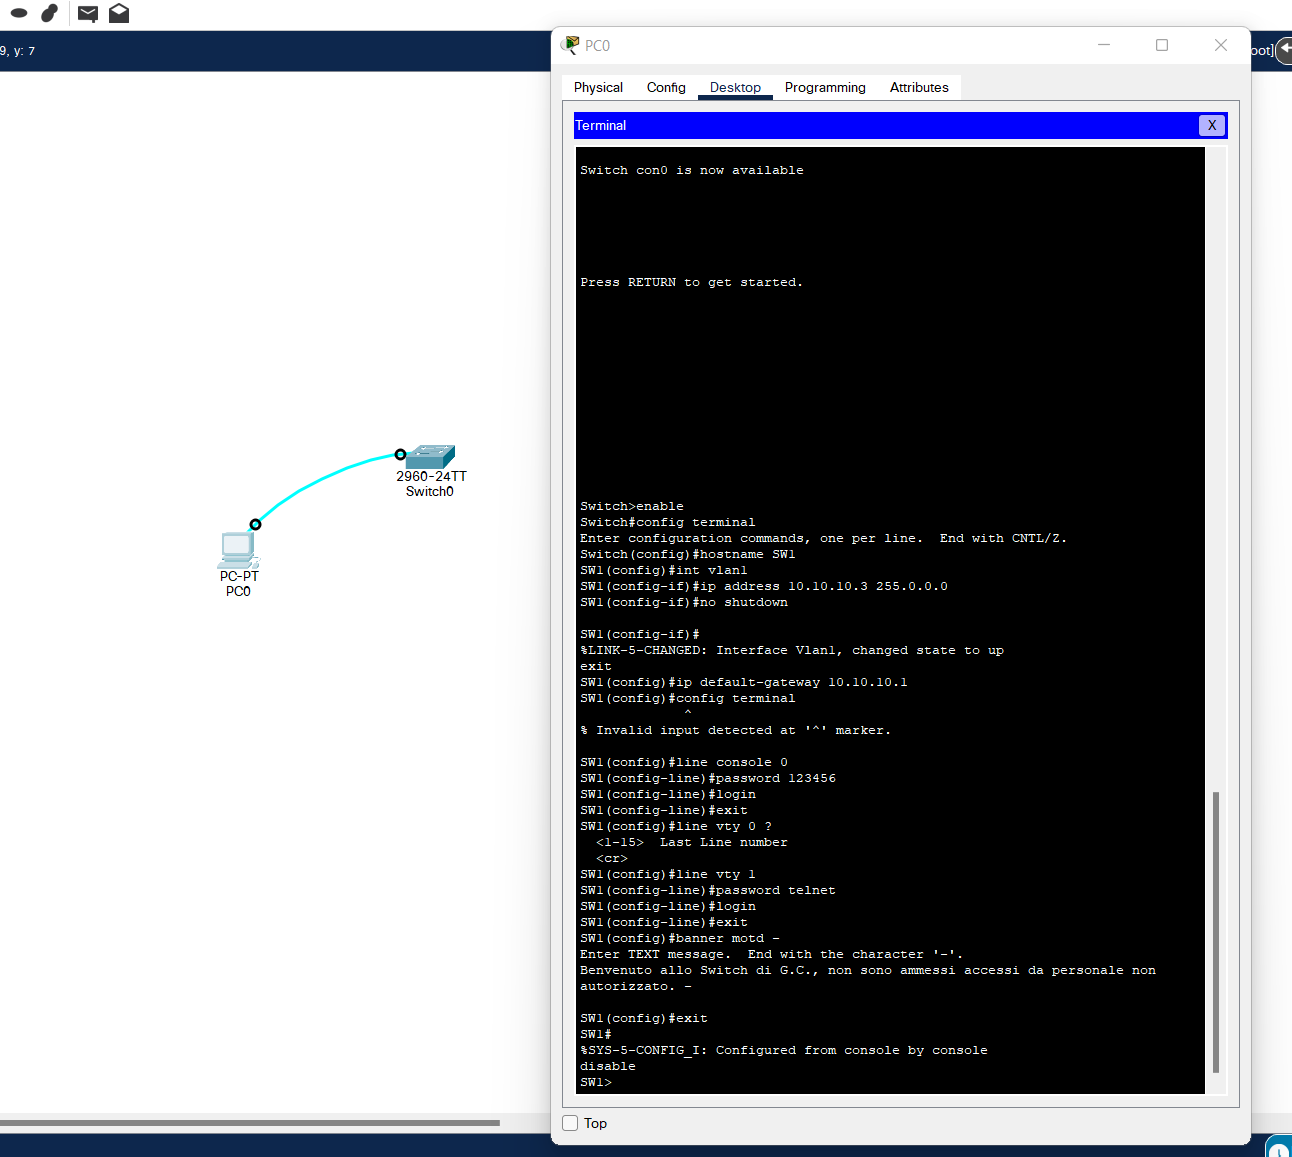 9, y: 7
PC0
oot]
Physical Config Desktop Programming Attributes
Terminal
X
Switch con0 is now available
Press RETURN to get started.
Switch>enable
Switch#config terminal
Enter configuration commands, one per line.  End with CNTL/Z.
Switch(config)#hostname SW1
SW1(config)#int vlan1
SW1(config-if)#ip address 10.10.10.3 255.0.0.0
SW1(config-if)#no shutdown
SW1(config-if)#
%LINK-5-CHANGED: Interface Vlan1, changed state to up
exit
SW1(config)#ip default-gateway 10.10.10.1
SW1(config)#config terminal
^
% Invalid input detected at '^' marker.
SW1(config)#line console 0
SW1(config-line)#password 123456
SW1(config-line)#login
SW1(config-line)#exit
SW1(config)#line vty 0 ?
<1-15>  Last Line number
<cr>
SW1(config)#line vty 1
SW1(config-line)#password telnet
SW1(config-line)#login
SW1(config-line)#exit
SW1(config)#banner motd -
Enter TEXT message.  End with the character '-'.
Benvenuto allo Switch di G.C., non sono ammessi accessi da personale non
autorizzato. -
SW1(config)#exit
SW1#
%SYS-5-CONFIG_I: Configured from console by console
disable
SW1>
Top
2960-24TT
Switch0
PC-PT
PC0